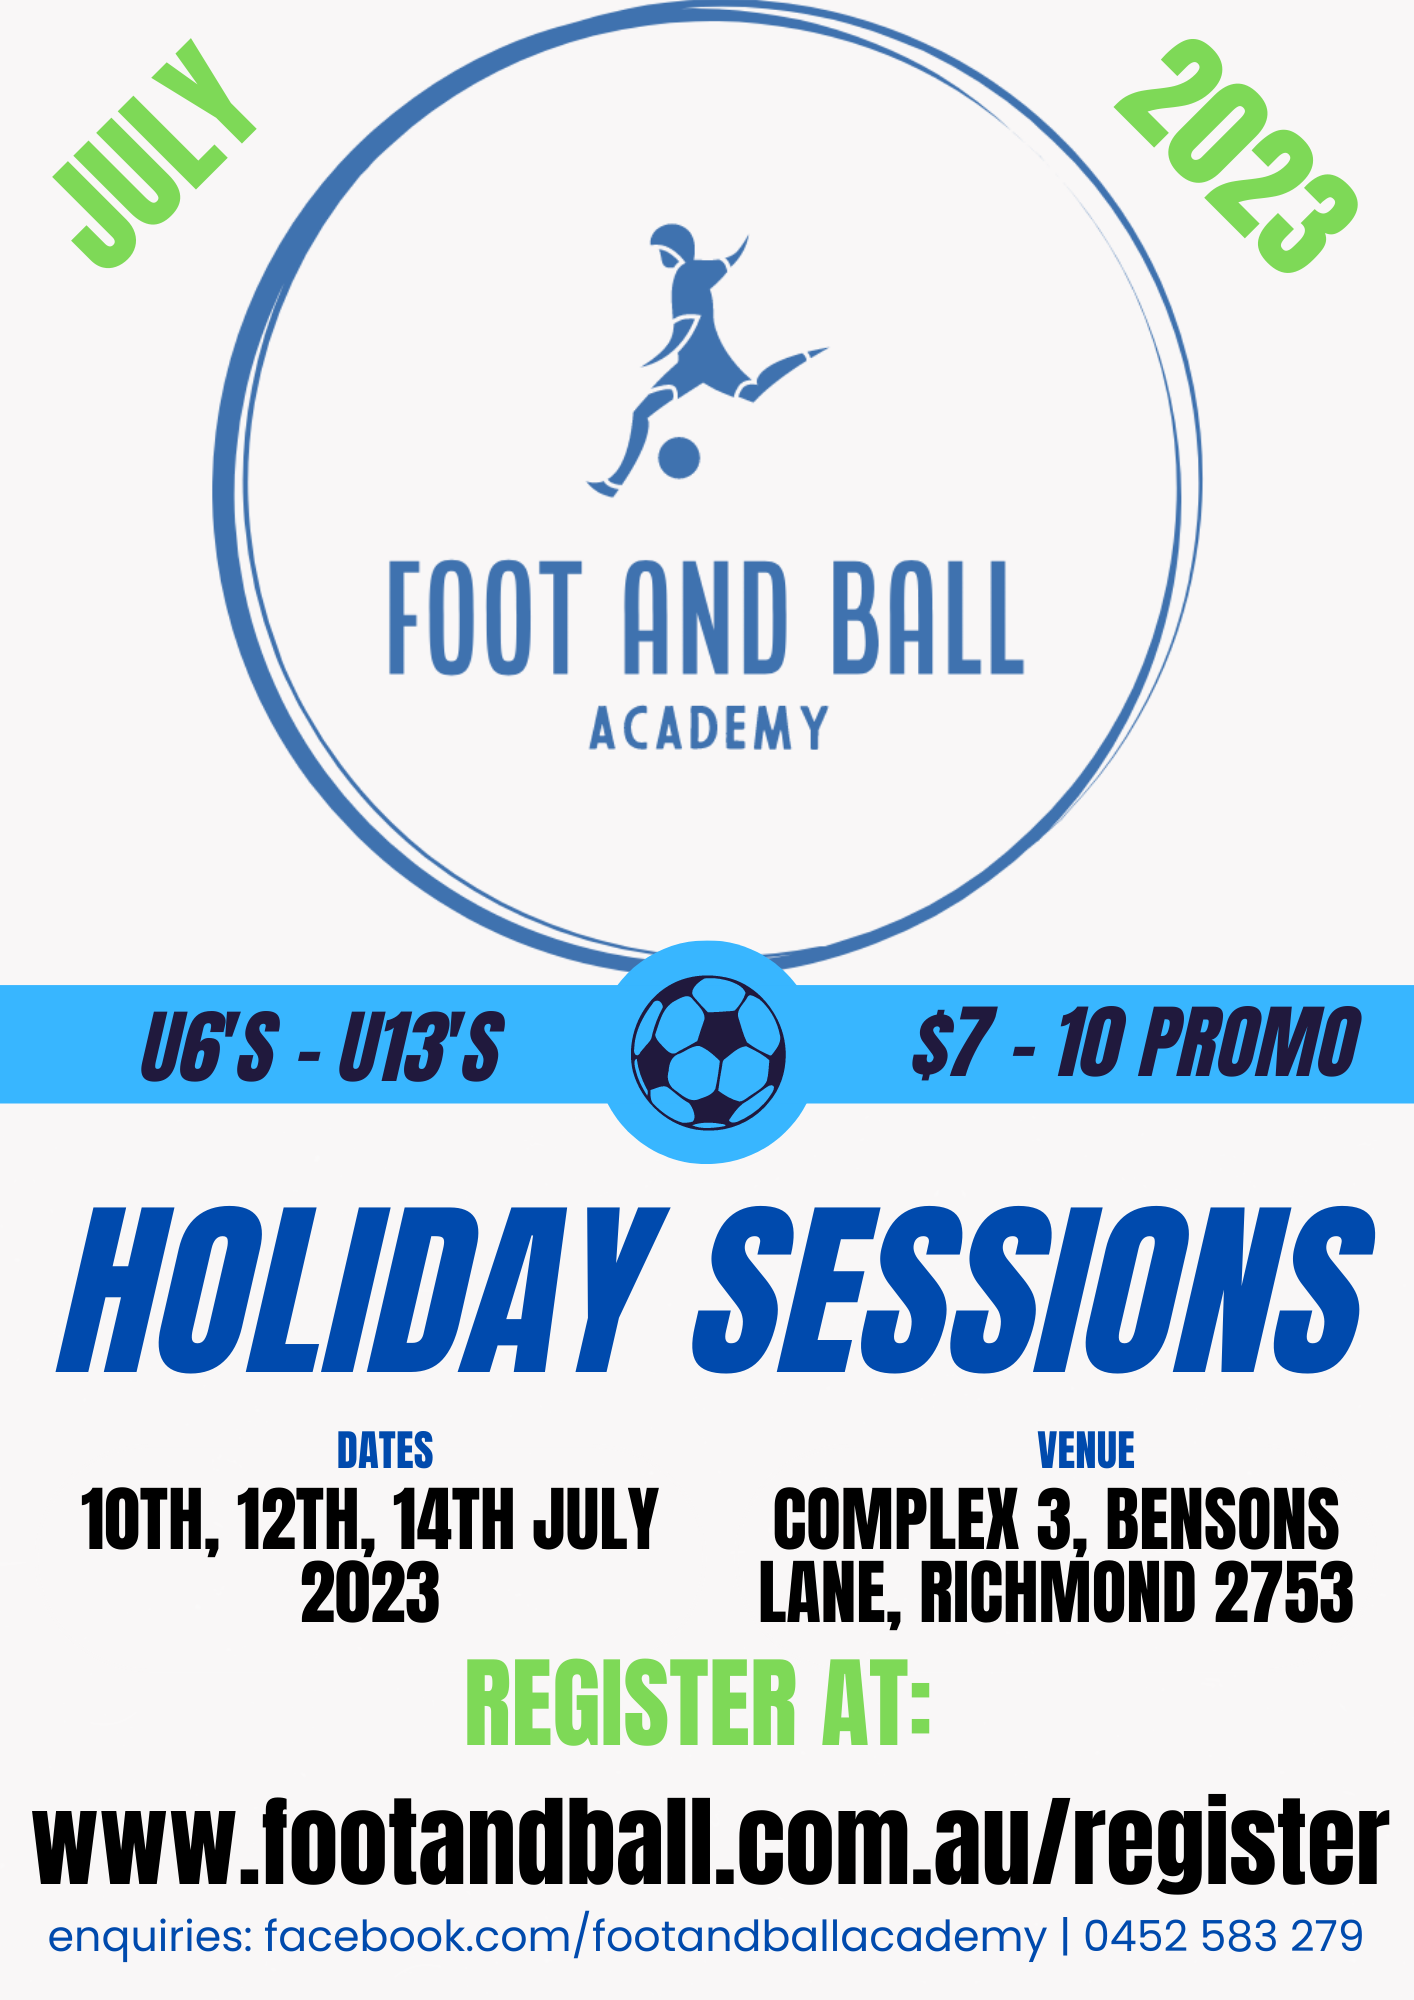 JULY
2023
FOOT AND BALL
ACADEMY
U6'S - U13'S
$7 - 10 PROMO
HOLIDAY SESSIONS
DATES
10TH, 12TH, 14TH JULY
2023
VENUE
COMPLEX 3, BENSONS
LANE, RICHMOND 2753
REGISTER AT:
www.footandball.com.au/register
enquiries: facebook.com/footandballacademy | 0452 583 279